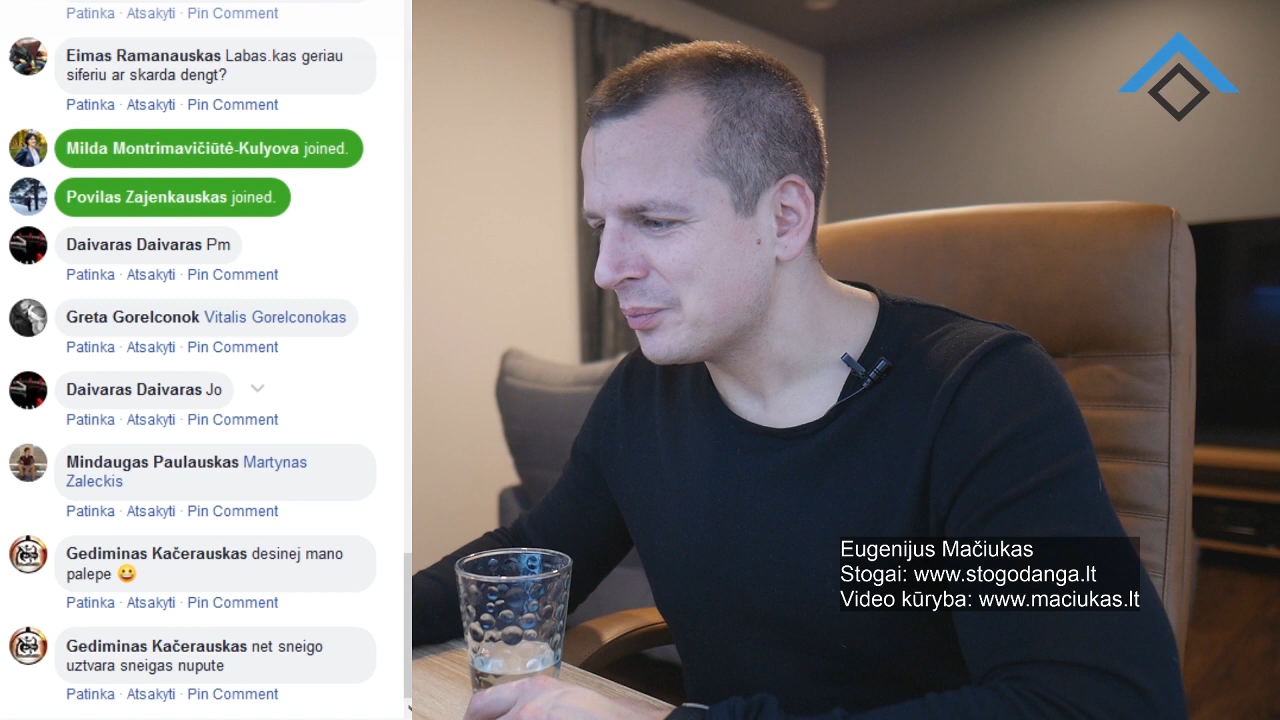 Patinka · Atsakyti · Pin Comment
Eimas Ramanauskas Labas.kas geriau
siferiu ar skarda dengt?
Patinka · Atsakyti · Pin Comment
Milda Montrimavičiūtė-Kulyova joined.
Povilas Zajenkauskas joined.
Daivaras Daivaras Pm
Patinka · Atsakyti · Pin Comment
Greta Gorelconok Vitalis Gorelconokas
Patinka · Atsakyti · Pin Comment
Daivaras Daivaras Jo
Patinka · Atsakyti · Pin Comment
Mindaugas Paulauskas Martynas
Zaleckis
Patinka · Atsakyti · Pin Comment
Gediminas Kačerauskas desinej mano
palepe 😀
Patinka · Atsakyti · Pin Comment
Gediminas Kačerauskas net sneigo
uztvara sneigas nupute
Patinka · Atsakyti · Pin Comment
Eugenijus Mačiukas
Stogai: www.stogodanga.lt
Video kūryba: www.maciukas.lt